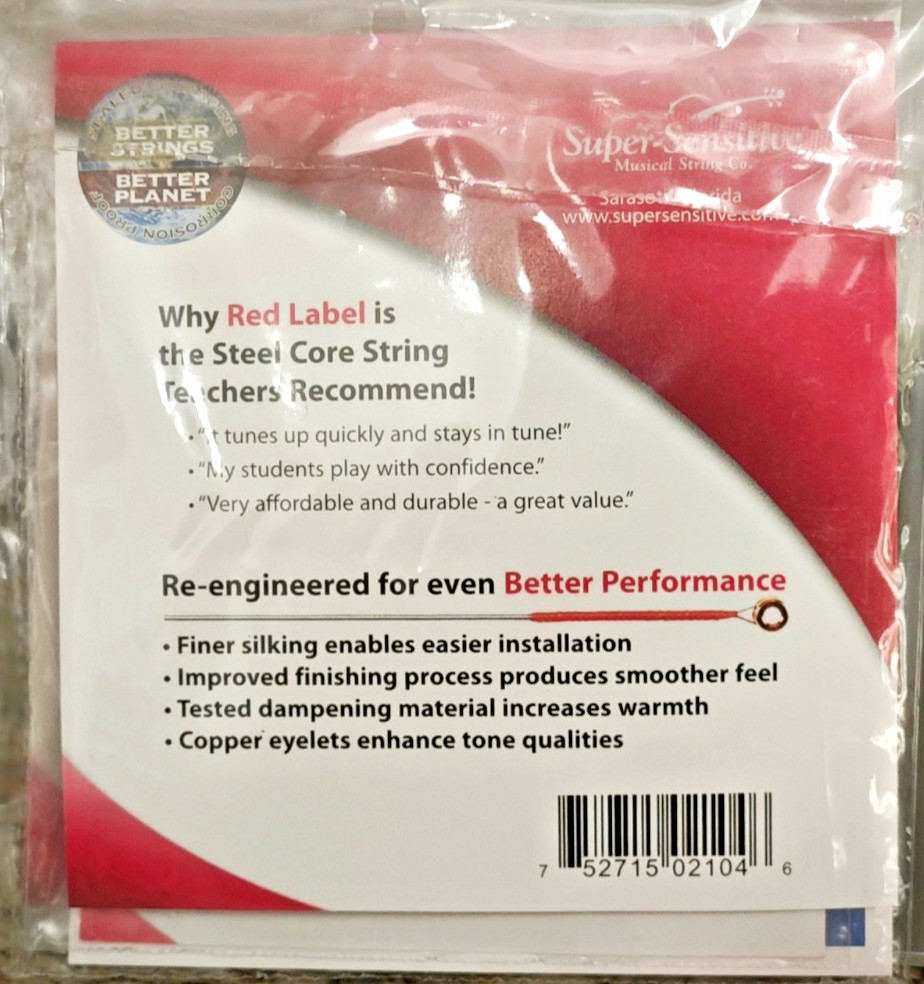 BETTER
STRINGS
BETTER
PLANET
CORROSION PROOF
Super-Sensitive
Musical String Co.
Sarasota, Florida
www.supersensitive.com
Why Red Label is
the Steel Core String
Teachers Recommend!
• "It tunes up quickly and stays in tune!"
• "My students play with confidence."
• "Very affordable and durable - a great value."
Re-engineered for even Better Performance
• Finer silking enables easier installation
• Improved finishing process produces smoother feel
• Tested dampening material increases warmth
• Copper eyelets enhance tone qualities
7 52715 02104 6